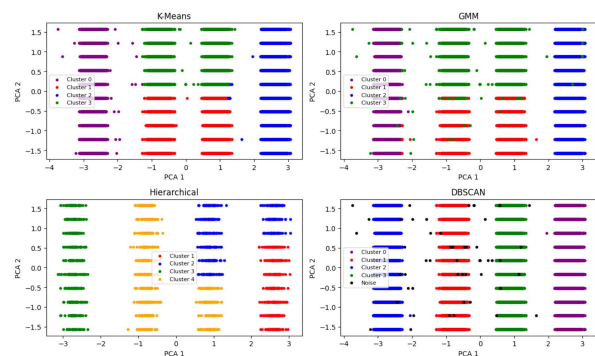 K-Means
1.5
1.0
0.5
0.0
−0.5
−1.0
−1.5
PCA 2
Cluster 0
Cluster 1
Cluster 2
Cluster 3
−4 −3 −2 −1 0 1 2 3
PCA 1
GMM
1.5
1.0
0.5
0.0
−0.5
−1.0
−1.5
PCA 2
Cluster 0
Cluster 1
Cluster 2
Cluster 3
−4 −3 −2 −1 0 1 2 3
PCA 1
Hierarchical
1.5
1.0
0.5
0.0
−0.5
−1.0
−1.5
PCA 2
Cluster 1
Cluster 2
Cluster 3
Cluster 4
−3 −2 −1 0 1 2 3
PCA 1
DBSCAN
1.5
1.0
0.5
0.0
−0.5
−1.0
−1.5
PCA 2
Cluster 0
Cluster 1
Cluster 2
Cluster 3
Noise
−4 −3 −2 −1 0 1 2 3
PCA 1